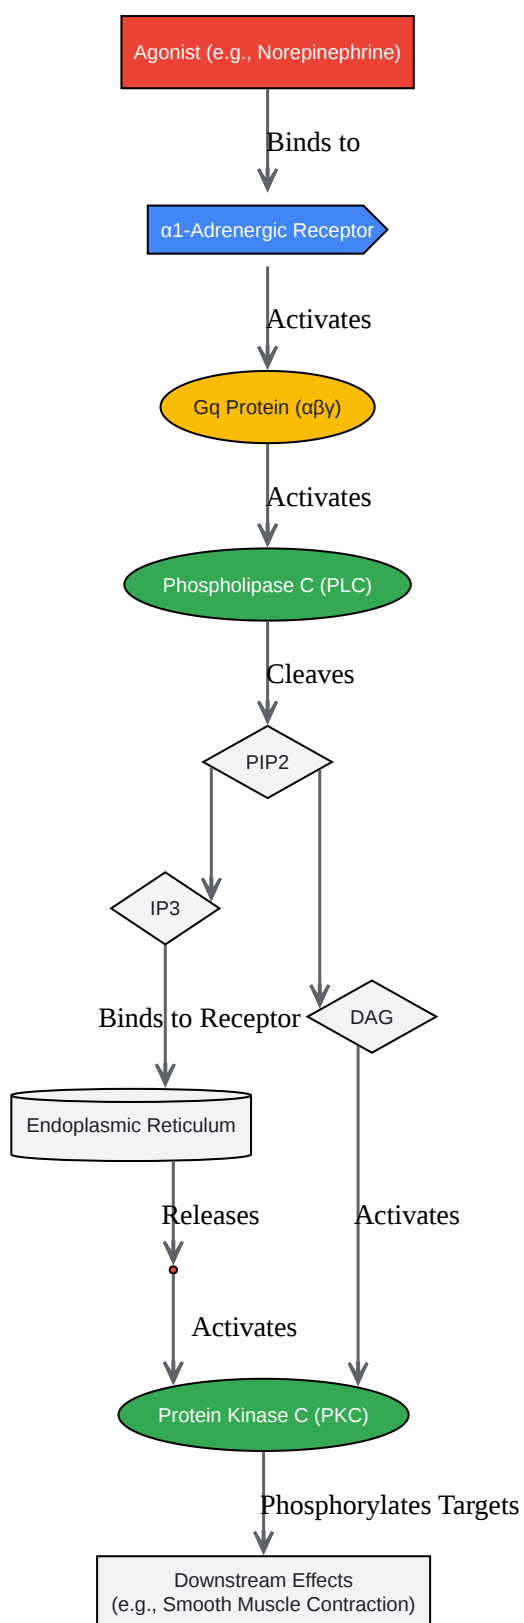 Agonist (e.g., Norepinephrine)
Binds to
α1-Adrenergic Receptor
Activates
Gq Protein (αβγ)
Activates
Phospholipase C (PLC)
Cleaves
PIP2
IP3
Binds to Receptor
DAG
Endoplasmic Reticulum
Releases
Activates
Activates
Protein Kinase C (PKC)
Phosphorylates Targets
Downstream Effects
(e.g., Smooth Muscle Contraction)